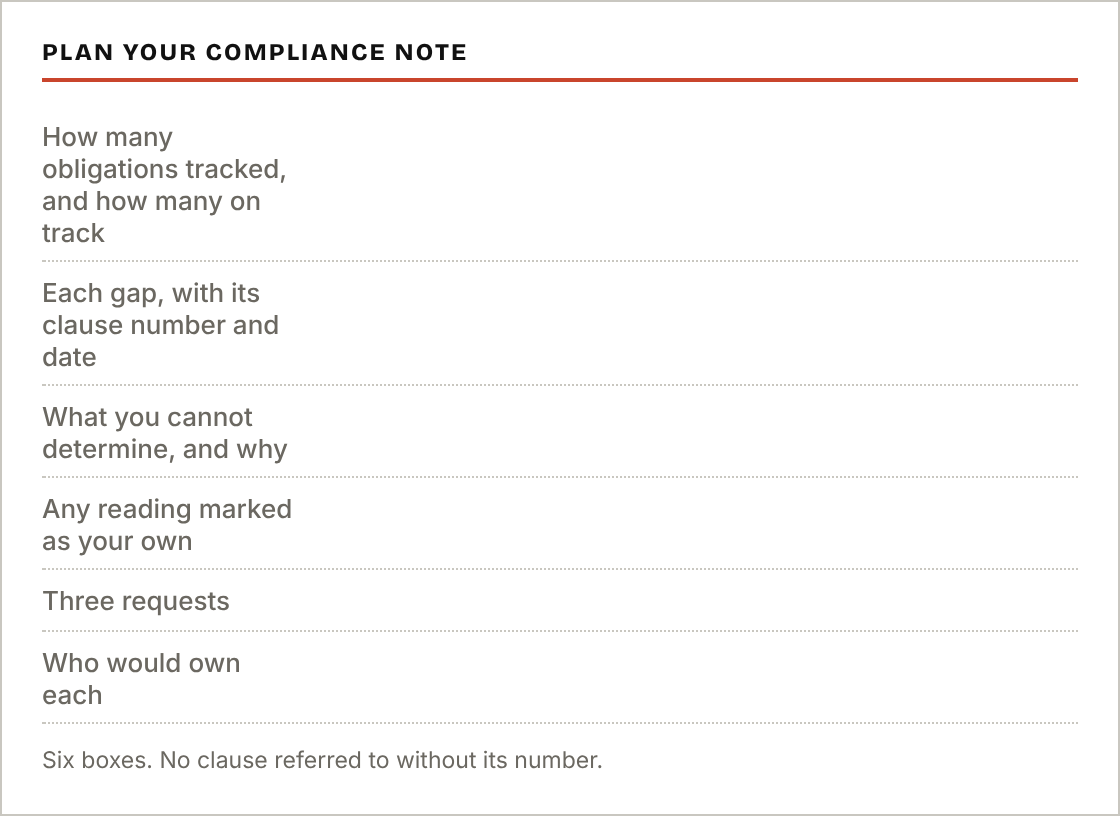 PLAN YOUR COMPLIANCE NOTE
How many
obligations tracked,
and how many on
track
Each gap, with its
clause number and
date
What you cannot
determine, and why
Any reading marked
as your own
Three requests
Who would own
each
Six boxes. No clause referred to without its number.